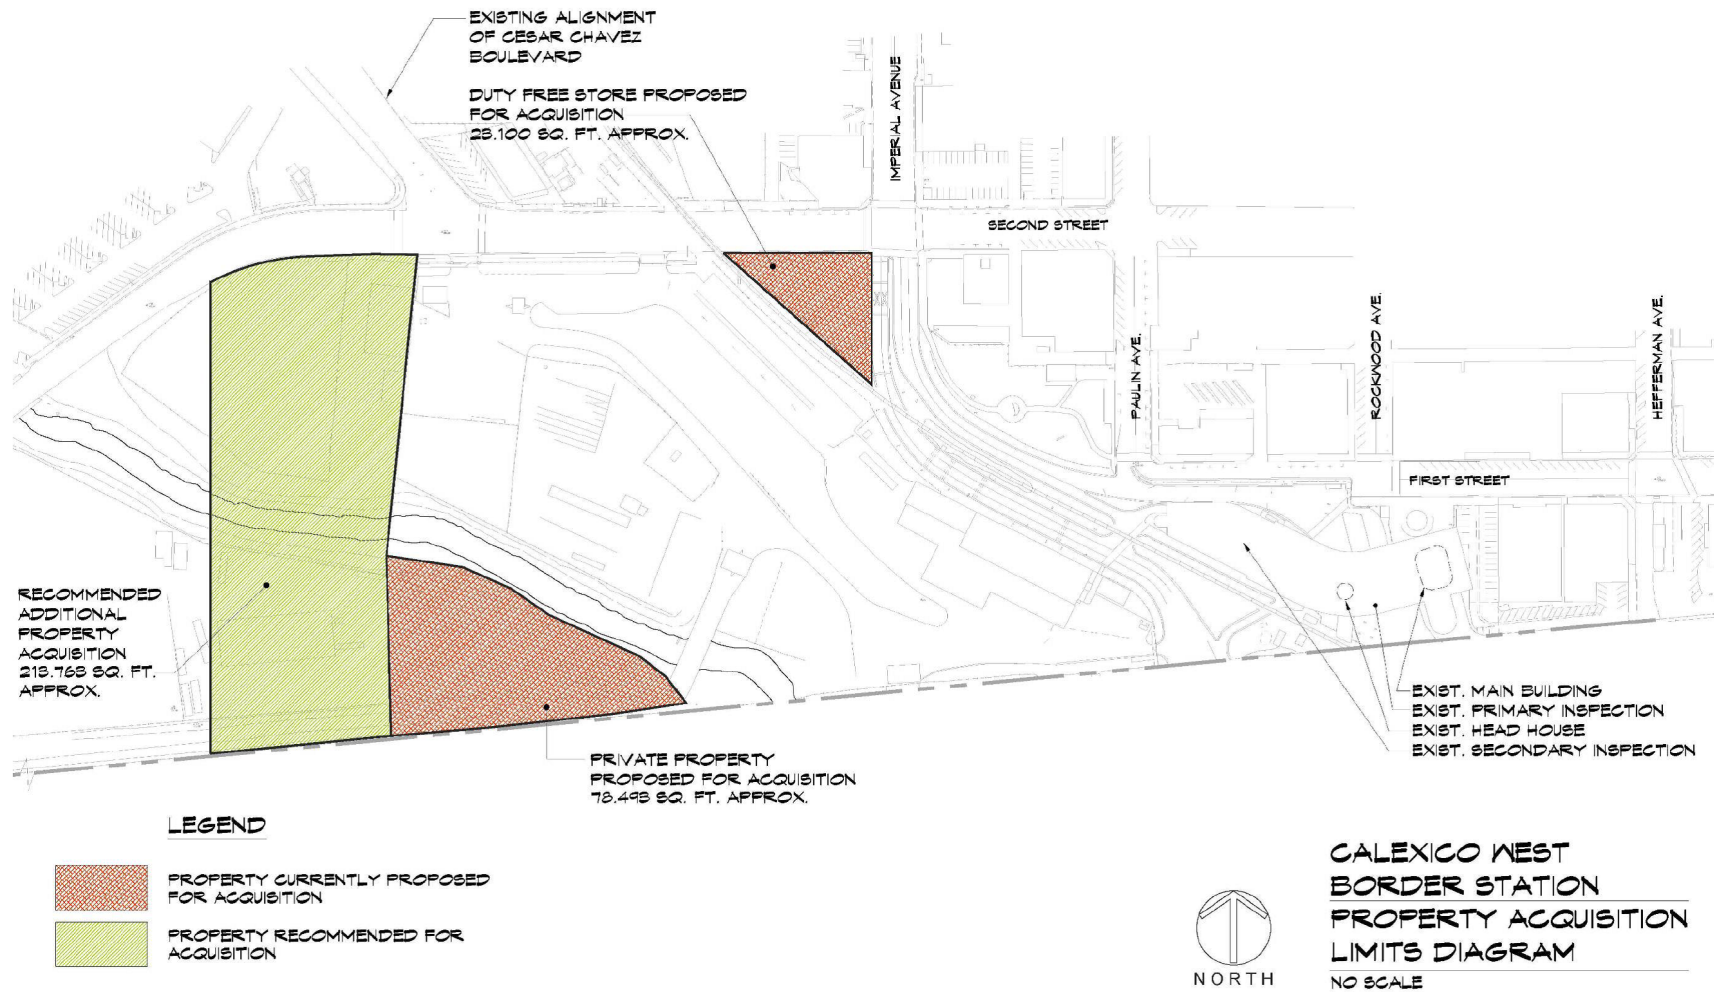 EXISTING ALIGNMENT
OF CESAR CHAVEZ
BOULEVARD
DUTY FREE STORE PROPOSED
FOR ACQUISITION
23.100 SQ. FT. APPROX.
IMPERIAL AVENUE
SECOND STREET
PAULIN AVE.
ROCKWOOD AVE.
HEFFERMAN AVE.
FIRST STREET
RECOMMENDED
ADDITIONAL
PROPERTY
ACQUISITION
213.763 SQ. FT.
APPROX.
EXIST. MAIN BUILDING
EXIST. PRIMARY INSPECTION
EXIST. HEAD HOUSE
EXIST. SECONDARY INSPECTION
PRIVATE PROPERTY
PROPOSED FOR ACQUISITION
78.493 SQ. FT. APPROX.
LEGEND
PROPERTY CURRENTLY PROPOSED
FOR ACQUISITION
PROPERTY RECOMMENDED FOR
ACQUISITION
NORTH
CALEXICO WEST
BORDER STATION
PROPERTY ACQUISITION
LIMITS DIAGRAM
NO SCALE